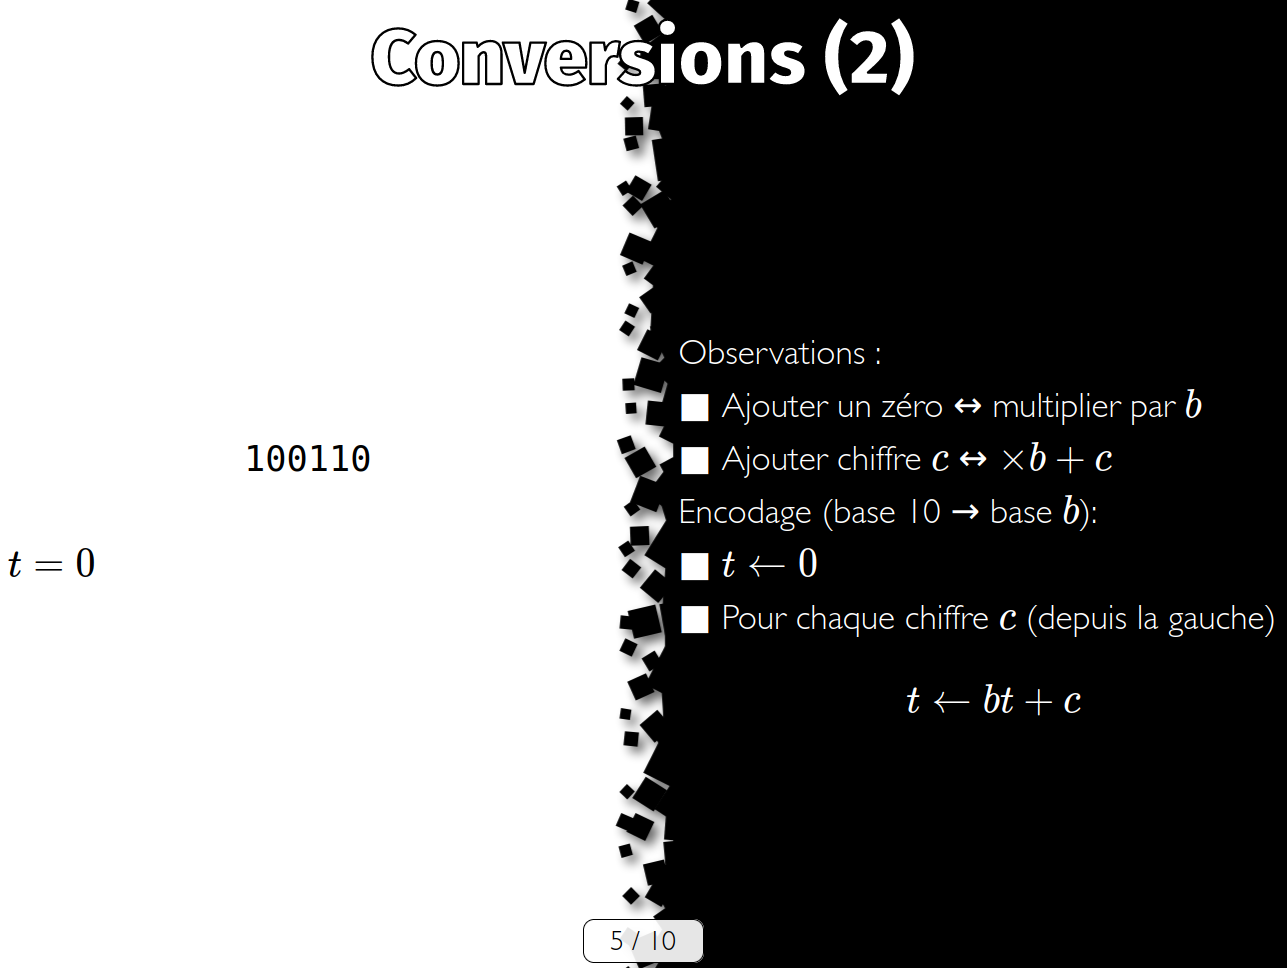 Conversions (2)
100110
t = 0
Observations :
Ajouter un zéro ↔ multiplier par b
Ajouter chiffre c ↔ ×b + c
Encodage (base 10 → base b):
t ← 0
Pour chaque chiffre c (depuis la gauche)
t ← bt + c
5 / 10